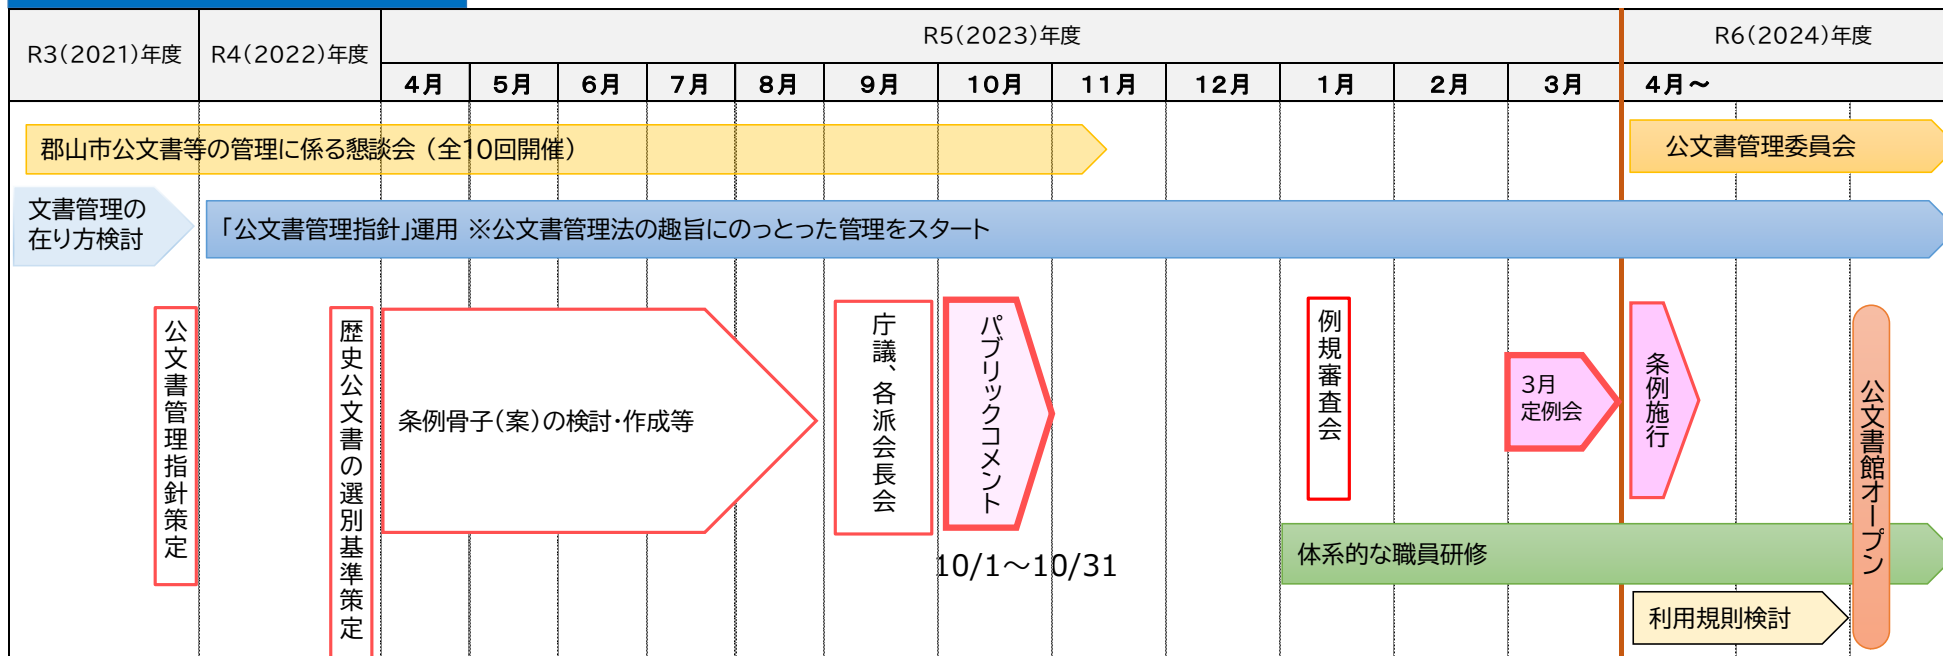 R3(2021)年度
R4(2022)年度
R5(2023)年度
R6(2024)年度
4月
5月
6月
7月
8月
9月
10月
11月
12月
1月
2月
3月
4月～
郡山市公文書等の管理に係る懇談会（全10回開催）
公文書管理委員会
文書管理の
在り方検討
「公文書管理指針」運用 ※公文書管理法の趣旨にのっとった管理をスタート
公文書管理指針策定
歴史公文書の選別基準策定
条例骨子（案）の検討・作成等
庁議、各派会長会
パブリックコメント
10/1～10/31
例規審査会
3月
定例会
条例施行
公文書館オープン
体系的な職員研修
利用規則検討